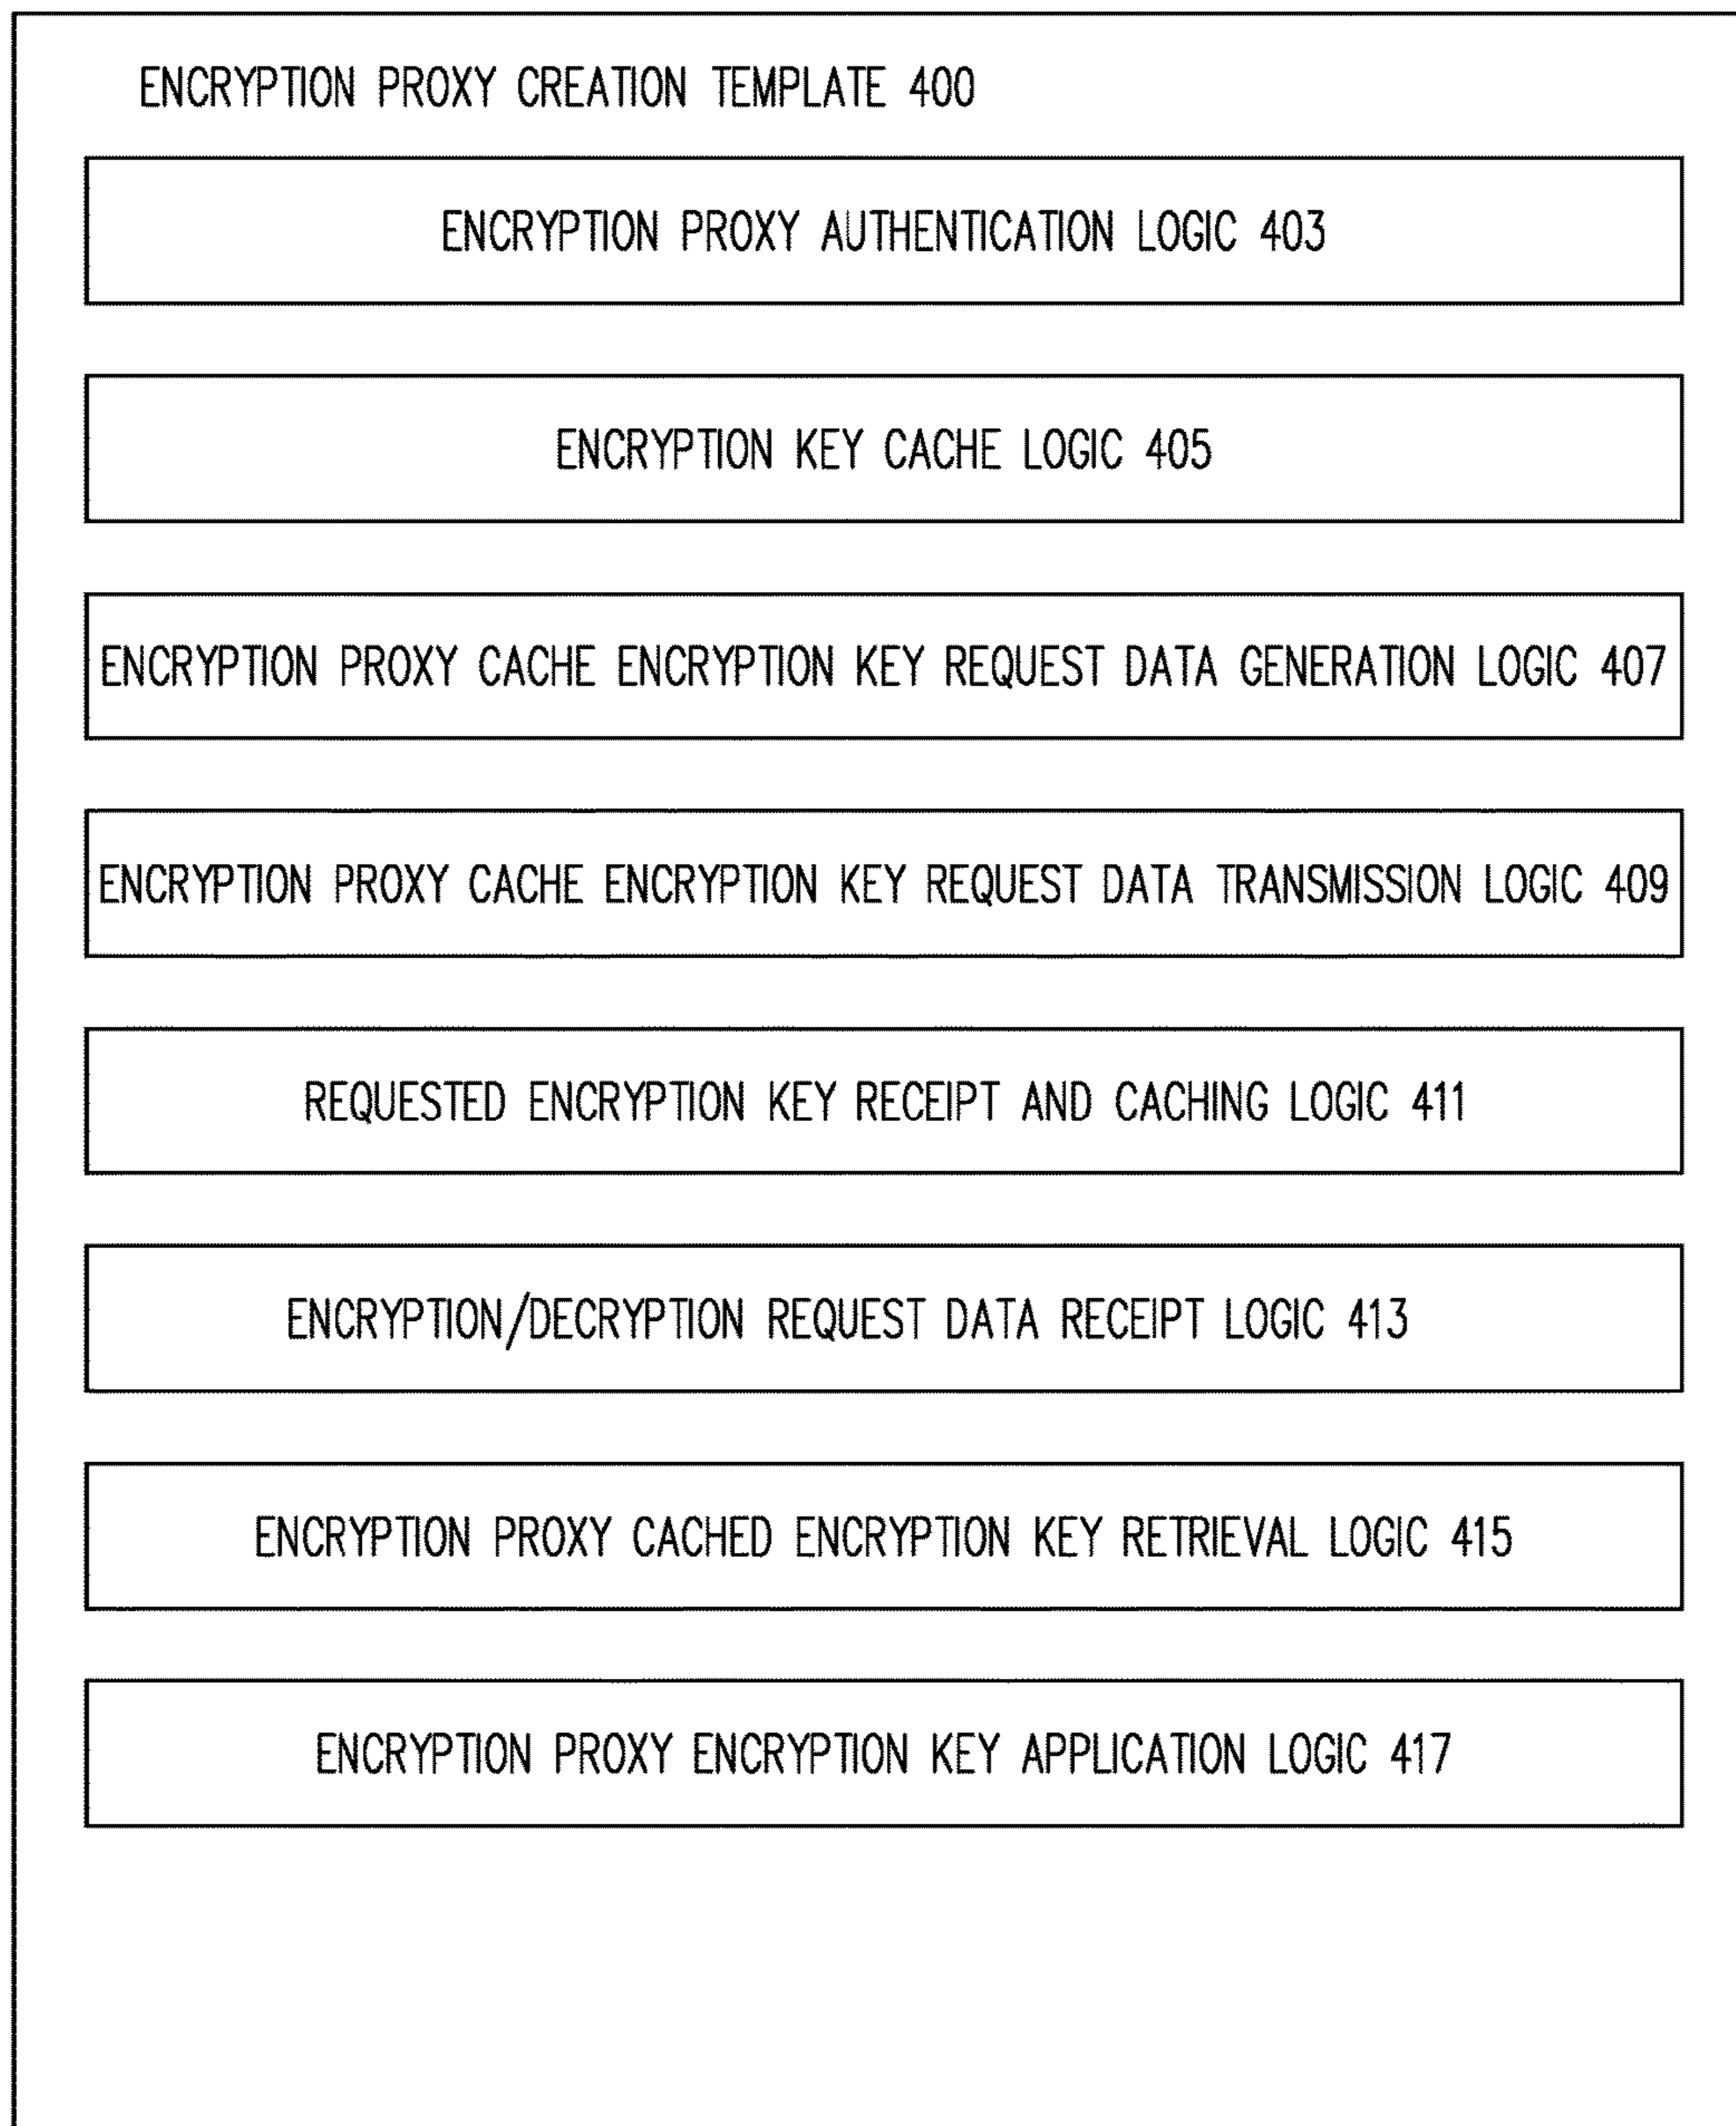 ENCRYPTION PROXY CREATION TEMPLATE 400
ENCRYPTION PROXY AUTHENTICATION LOGIC 403
ENCRYPTION KEY CACHE LOGIC 405
ENCRYPTION PROXY CACHE ENCRYPTION KEY REQUEST DATA GENERATION LOGIC 407
ENCRYPTION PROXY CACHE ENCRYPTION KEY REQUEST DATA TRANSMISSION LOGIC 409
REQUESTED ENCRYPTION KEY RECEIPT AND CACHING LOGIC 411
ENCRYPTION/DECRYPTION REQUEST DATA RECEIPT LOGIC 413
ENCRYPTION PROXY CACHED ENCRYPTION KEY RETRIEVAL LOGIC 415
ENCRYPTION PROXY ENCRYPTION KEY APPLICATION LOGIC 417